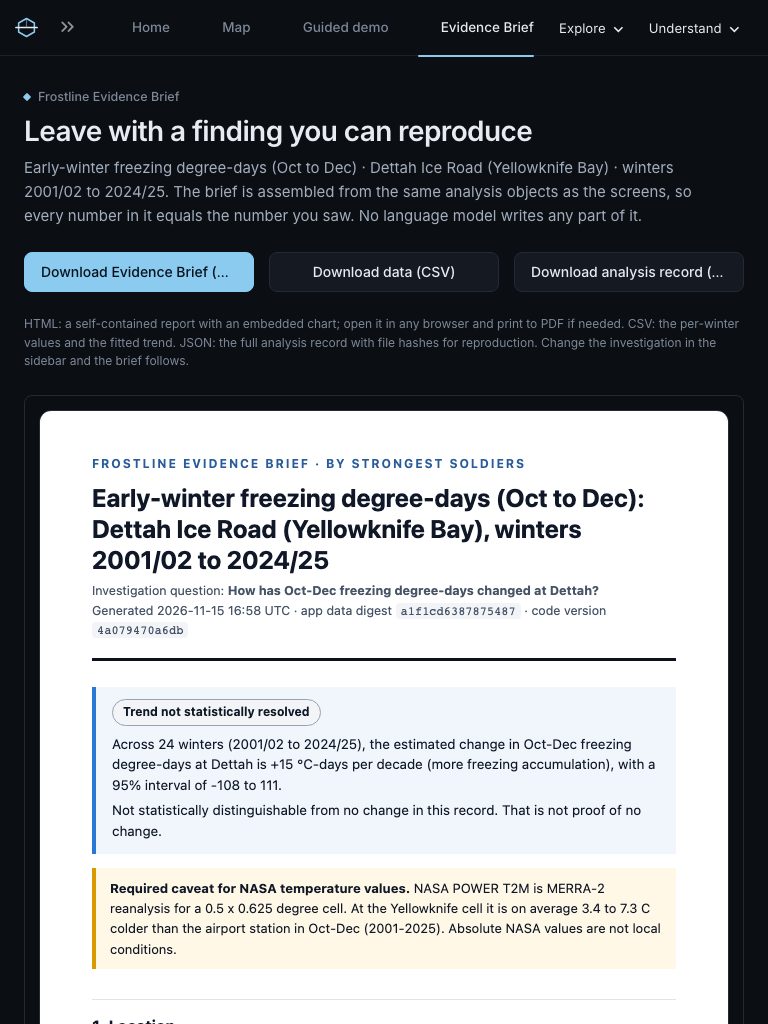 Home
Map
Guided demo
Evidence Brief
Explore
Understand
Frostline Evidence Brief
Leave with a finding you can reproduce
Early-winter freezing degree-days (Oct to Dec) · Dettah Ice Road (Yellowknife Bay) · winters
2001/02 to 2024/25. The brief is assembled from the same analysis objects as the screens, so
every number in it equals the number you saw. No language model writes any part of it.
Download Evidence Brief (...
Download data (CSV)
Download analysis record (...
HTML: a self-contained report with an embedded chart; open it in any browser and print to PDF if needed. CSV: the per-winter
values and the fitted trend. JSON: the full analysis record with file hashes for reproduction. Change the investigation in the
sidebar and the brief follows.
FROSTLINE EVIDENCE BRIEF · BY STRONGEST SOLDIERS
Early-winter freezing degree-days (Oct to Dec):
Dettah Ice Road (Yellowknife Bay), winters
2001/02 to 2024/25
Investigation question: How has Oct-Dec freezing degree-days changed at Dettah?
Generated 2026-11-15 16:58 UTC · app data digest a1f1cd6387875487 · code version
4a079470a6db
Trend not statistically resolved
Across 24 winters (2001/02 to 2024/25), the estimated change in Oct-Dec freezing
degree-days at Dettah is +15 °C-days per decade (more freezing accumulation), with a
95% interval of -108 to 111.
Not statistically distinguishable from no change in this record. That is not proof of no
change.
Required caveat for NASA temperature values. NASA POWER T2M is MERRA-2
reanalysis for a 0.5 x 0.625 degree cell. At the Yellowknife cell it is on average 3.4 to 7.3 C
colder than the airport station in Oct-Dec (2001-2025). Absolute NASA values are not local
conditions.
1. Location